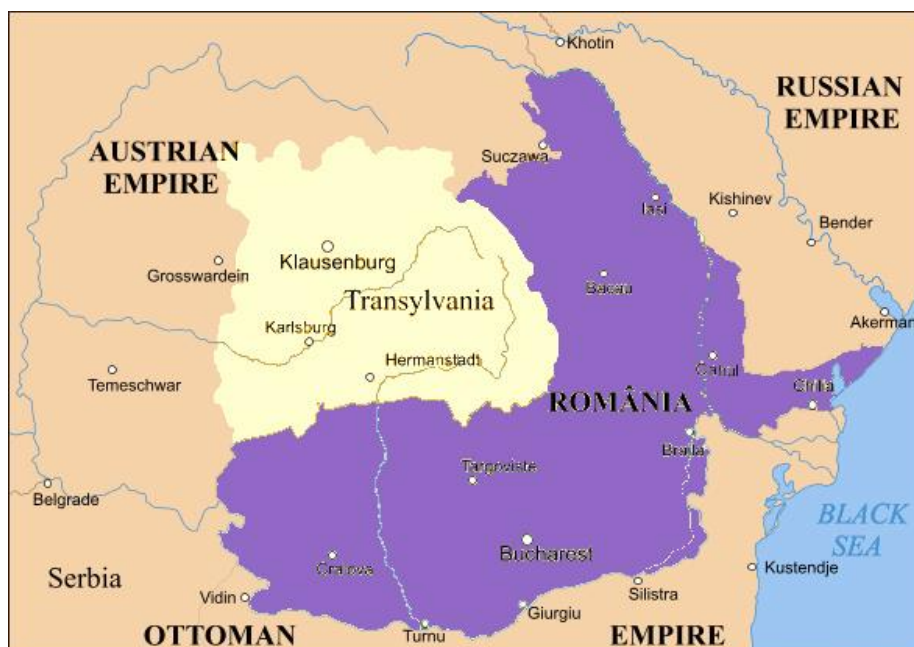 Khotin
RUSSIAN
EMPIRE
AUSTRIAN
EMPIRE
Suczawa
Iasi
Kishinev
Bender
Klausenburg
Grosswardein
Bacau
Transylvania
Akerman
Karlsburg
Hermanstadt
Cahul
Temeschwar
Chilia
ROMÂNIA
Braila
Targoviste
Belgrade
BLACK
SEA
Bucharest
Craiova
Serbia
Kustendje
Silistra
Vidin
Giurgiu
OTTOMAN
Turnu
EMPIRE